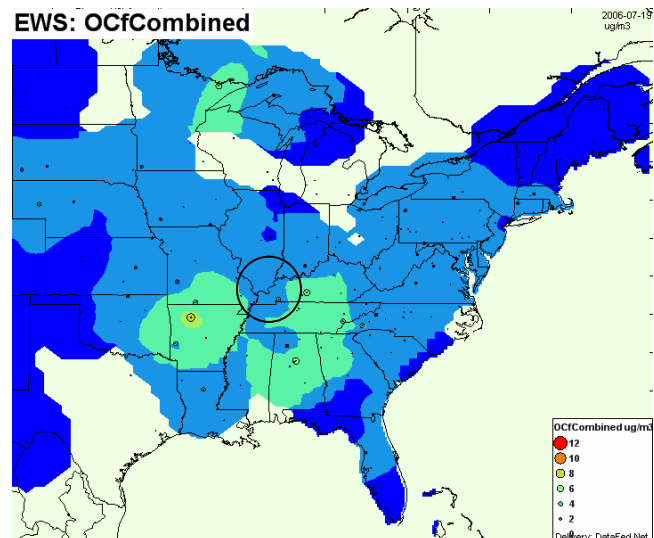 EWS: OCfCombined
2006-07-19
ug/m3
OCfCombined ug/m3
12
10
8
6
4
2
0
Delivery: DataFed.Net